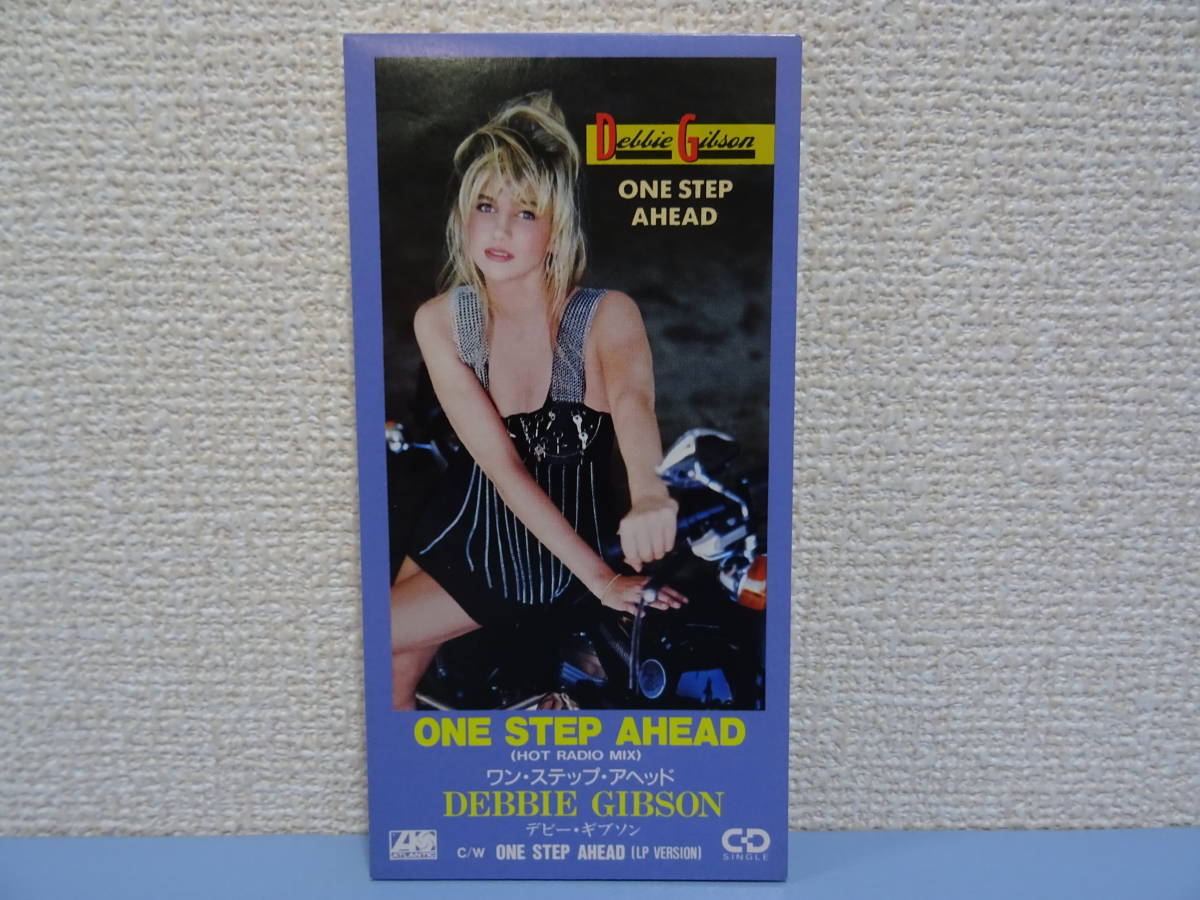 Debbie Gibson
ONE STEP
AHEAD
ONE STEP AHEAD
(HOT RADIO MIX)
ワン・ステップ・アヘッド
DEBBIE GIBSON
デビー・ギブソン
ATLANTIC
C/W ONE STEP AHEAD (LP VERSION)
CD
SINGLE